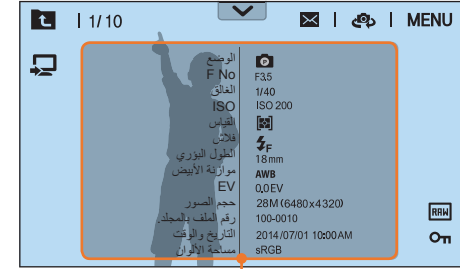 1/10 MENU
الوضع
F No F3.5
الغالق 1/40
ISO ISO 200
القياس
فلاش F
الطول البؤري 18mm
موازنة الأبيض AWB
EV 0.0EV
حجم الصور 28M (6480x4320)
رقم الملف بالمجلد. 100-0010
التاريخ والوقت 2014/07/01 10:00AM
مساحة الألوان sRGB
RAW